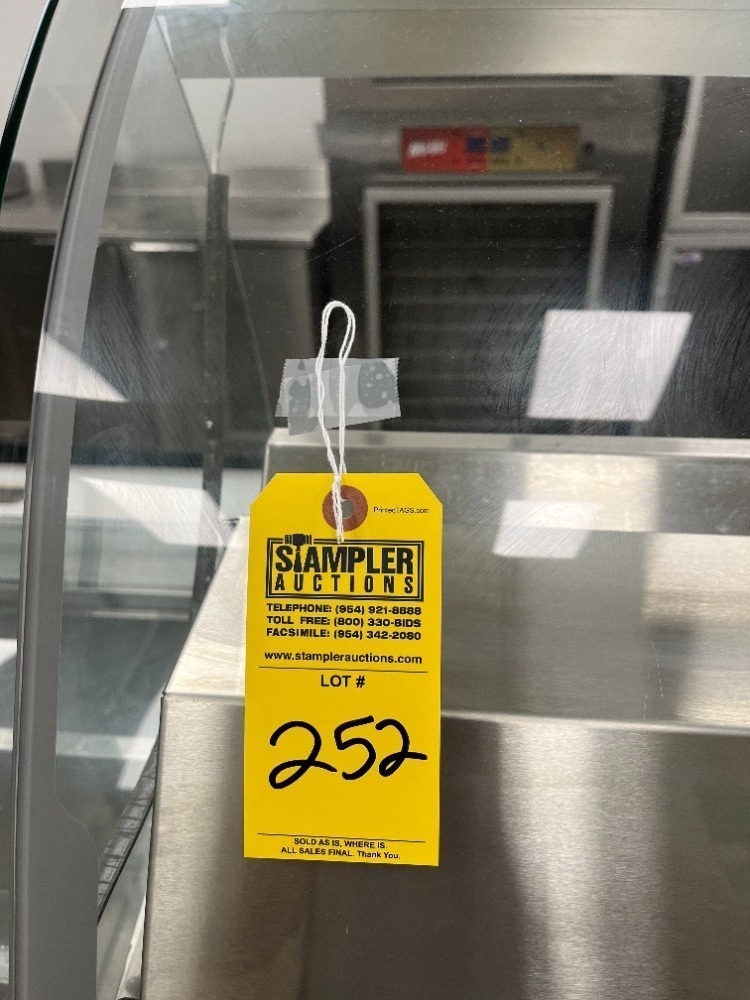 PrintedTAGS.com
STAMPLER
AUCTIONS
TELEPHONE: (954) 921-8888
TOLL FREE: (800) 330-BIDS
FACSIMILE: (954) 342-2080
www.stamplerauctions.com
LOT #
252
SOLD AS IS, WHERE IS.
ALL SALES FINAL. Thank You.